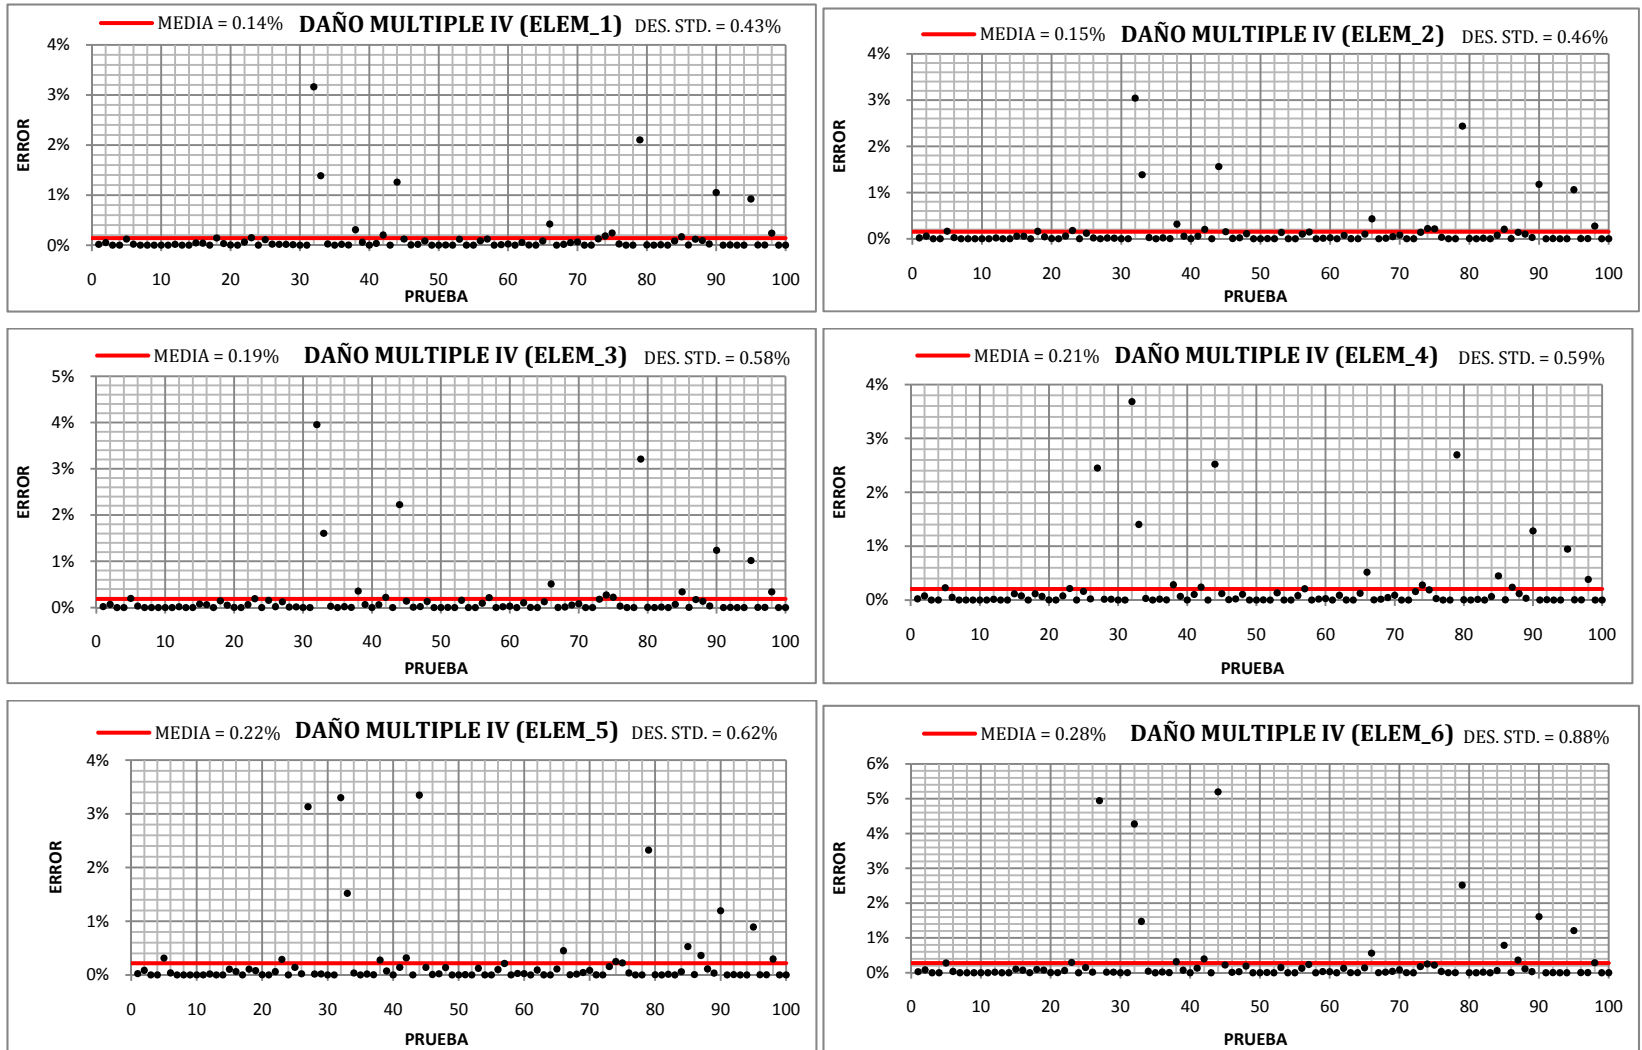 MEDIA = 0.14% DAÑO MULTIPLE IV (ELEM_1) DES. STD. = 0.43%
4%
3%
2%
1%
0%
ERROR
0 10 20 30 40 50 60 70 80 90 100
PRUEBA
MEDIA = 0.15% DAÑO MULTIPLE IV (ELEM_2) DES. STD. = 0.46%
4%
3%
2%
1%
0%
ERROR
0 10 20 30 40 50 60 70 80 90 100
PRUEBA
MEDIA = 0.19% DAÑO MULTIPLE IV (ELEM_3) DES. STD. = 0.58%
5%
4%
3%
2%
1%
0%
ERROR
0 10 20 30 40 50 60 70 80 90 100
PRUEBA
MEDIA = 0.21% DAÑO MULTIPLE IV (ELEM_4) DES. STD. = 0.59%
4%
3%
2%
1%
0%
ERROR
0 10 20 30 40 50 60 70 80 90 100
PRUEBA
MEDIA = 0.22% DAÑO MULTIPLE IV (ELEM_5) DES. STD. = 0.62%
4%
3%
2%
1%
0%
ERROR
0 10 20 30 40 50 60 70 80 90 100
PRUEBA
MEDIA = 0.28% DAÑO MULTIPLE IV (ELEM_6) DES. STD. = 0.88%
6%
5%
4%
3%
2%
1%
0%
ERROR
0 10 20 30 40 50 60 70 80 90 100
PRUEBA